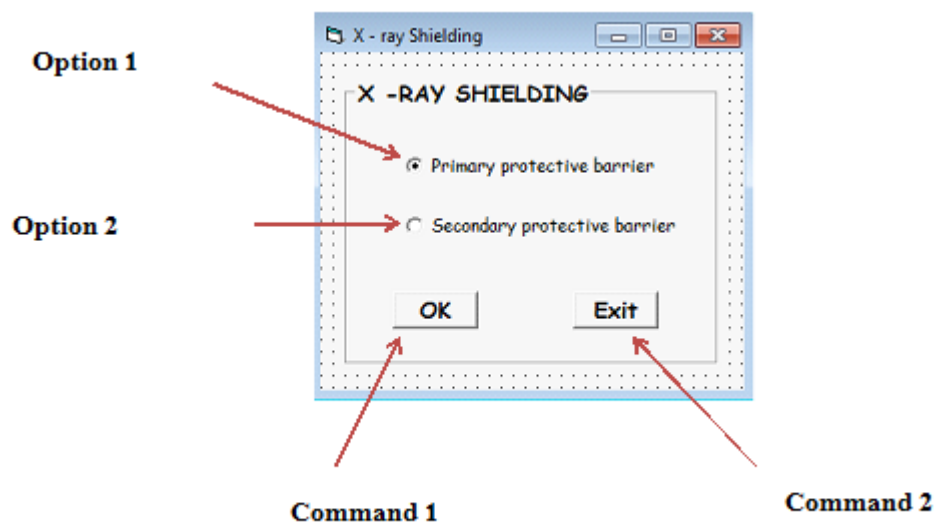 X - ray Shielding
Option 1
X -RAY SHIELDING
Primary protective barrier
Option 2
Secondary protective barrier
OK
Exit
Command 1
Command 2